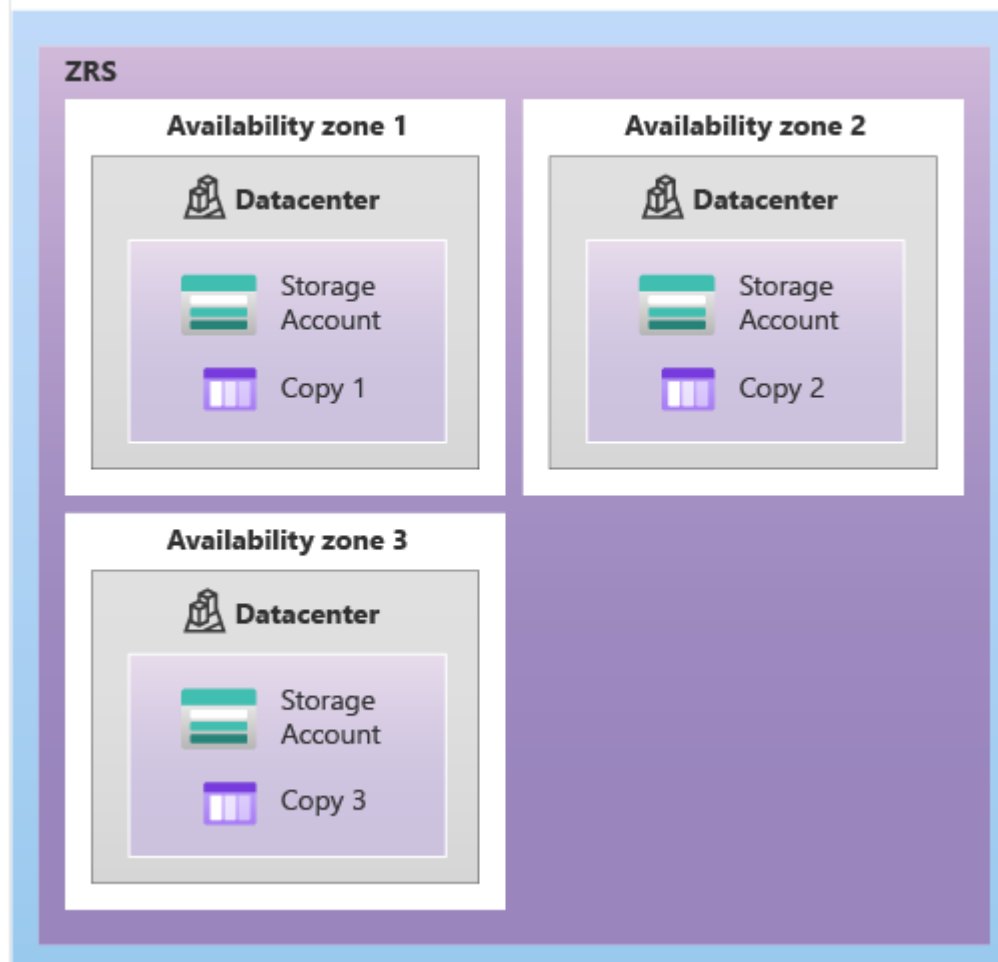 ZRS
Availability zone 1
Datacenter
Storage
Account
Copy 1
Availability zone 2
Datacenter
Storage
Account
Copy 2
Availability zone 3
Datacenter
Storage
Account
Copy 3